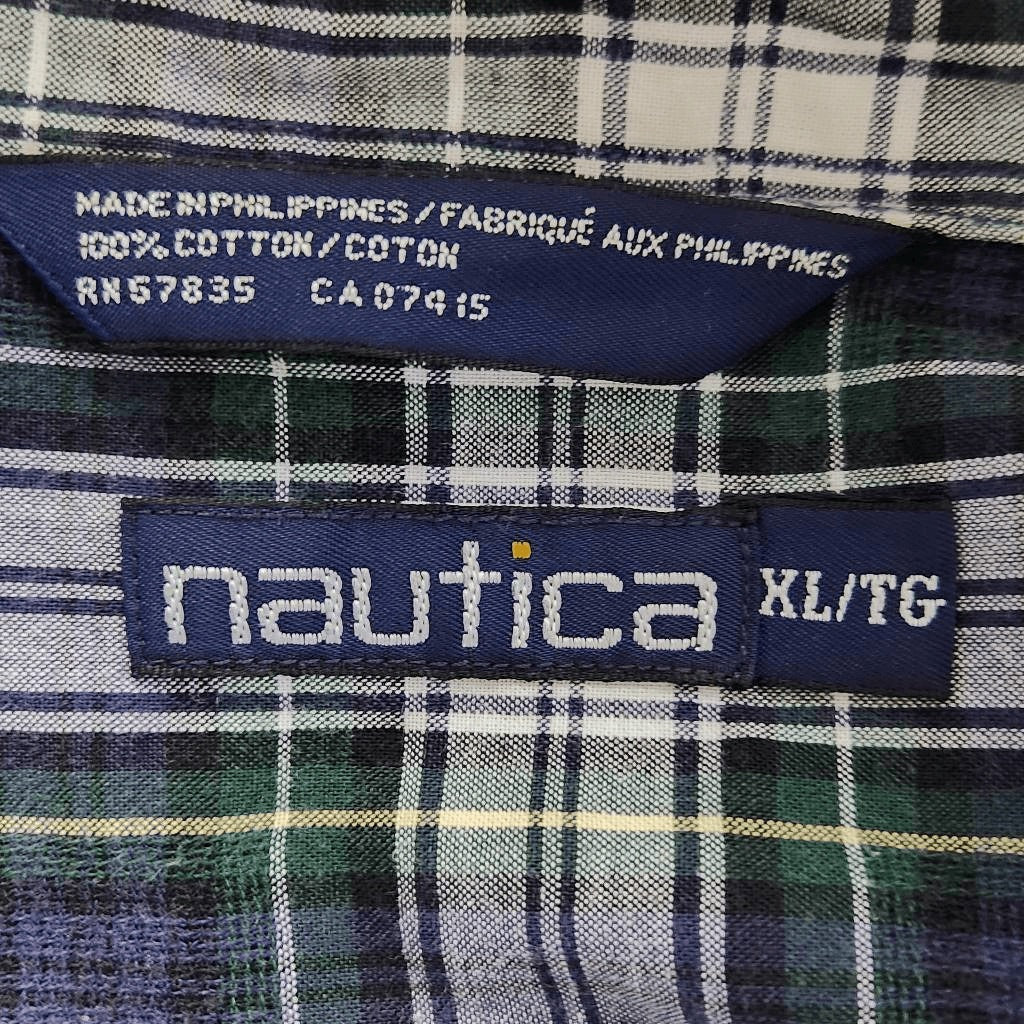 MADE IN PHILIPPINES / FABRIQUÉ AUX PHILIPPINES
100% COTTON / COTON
RN 57835 CA 07415
nautica XL/TG